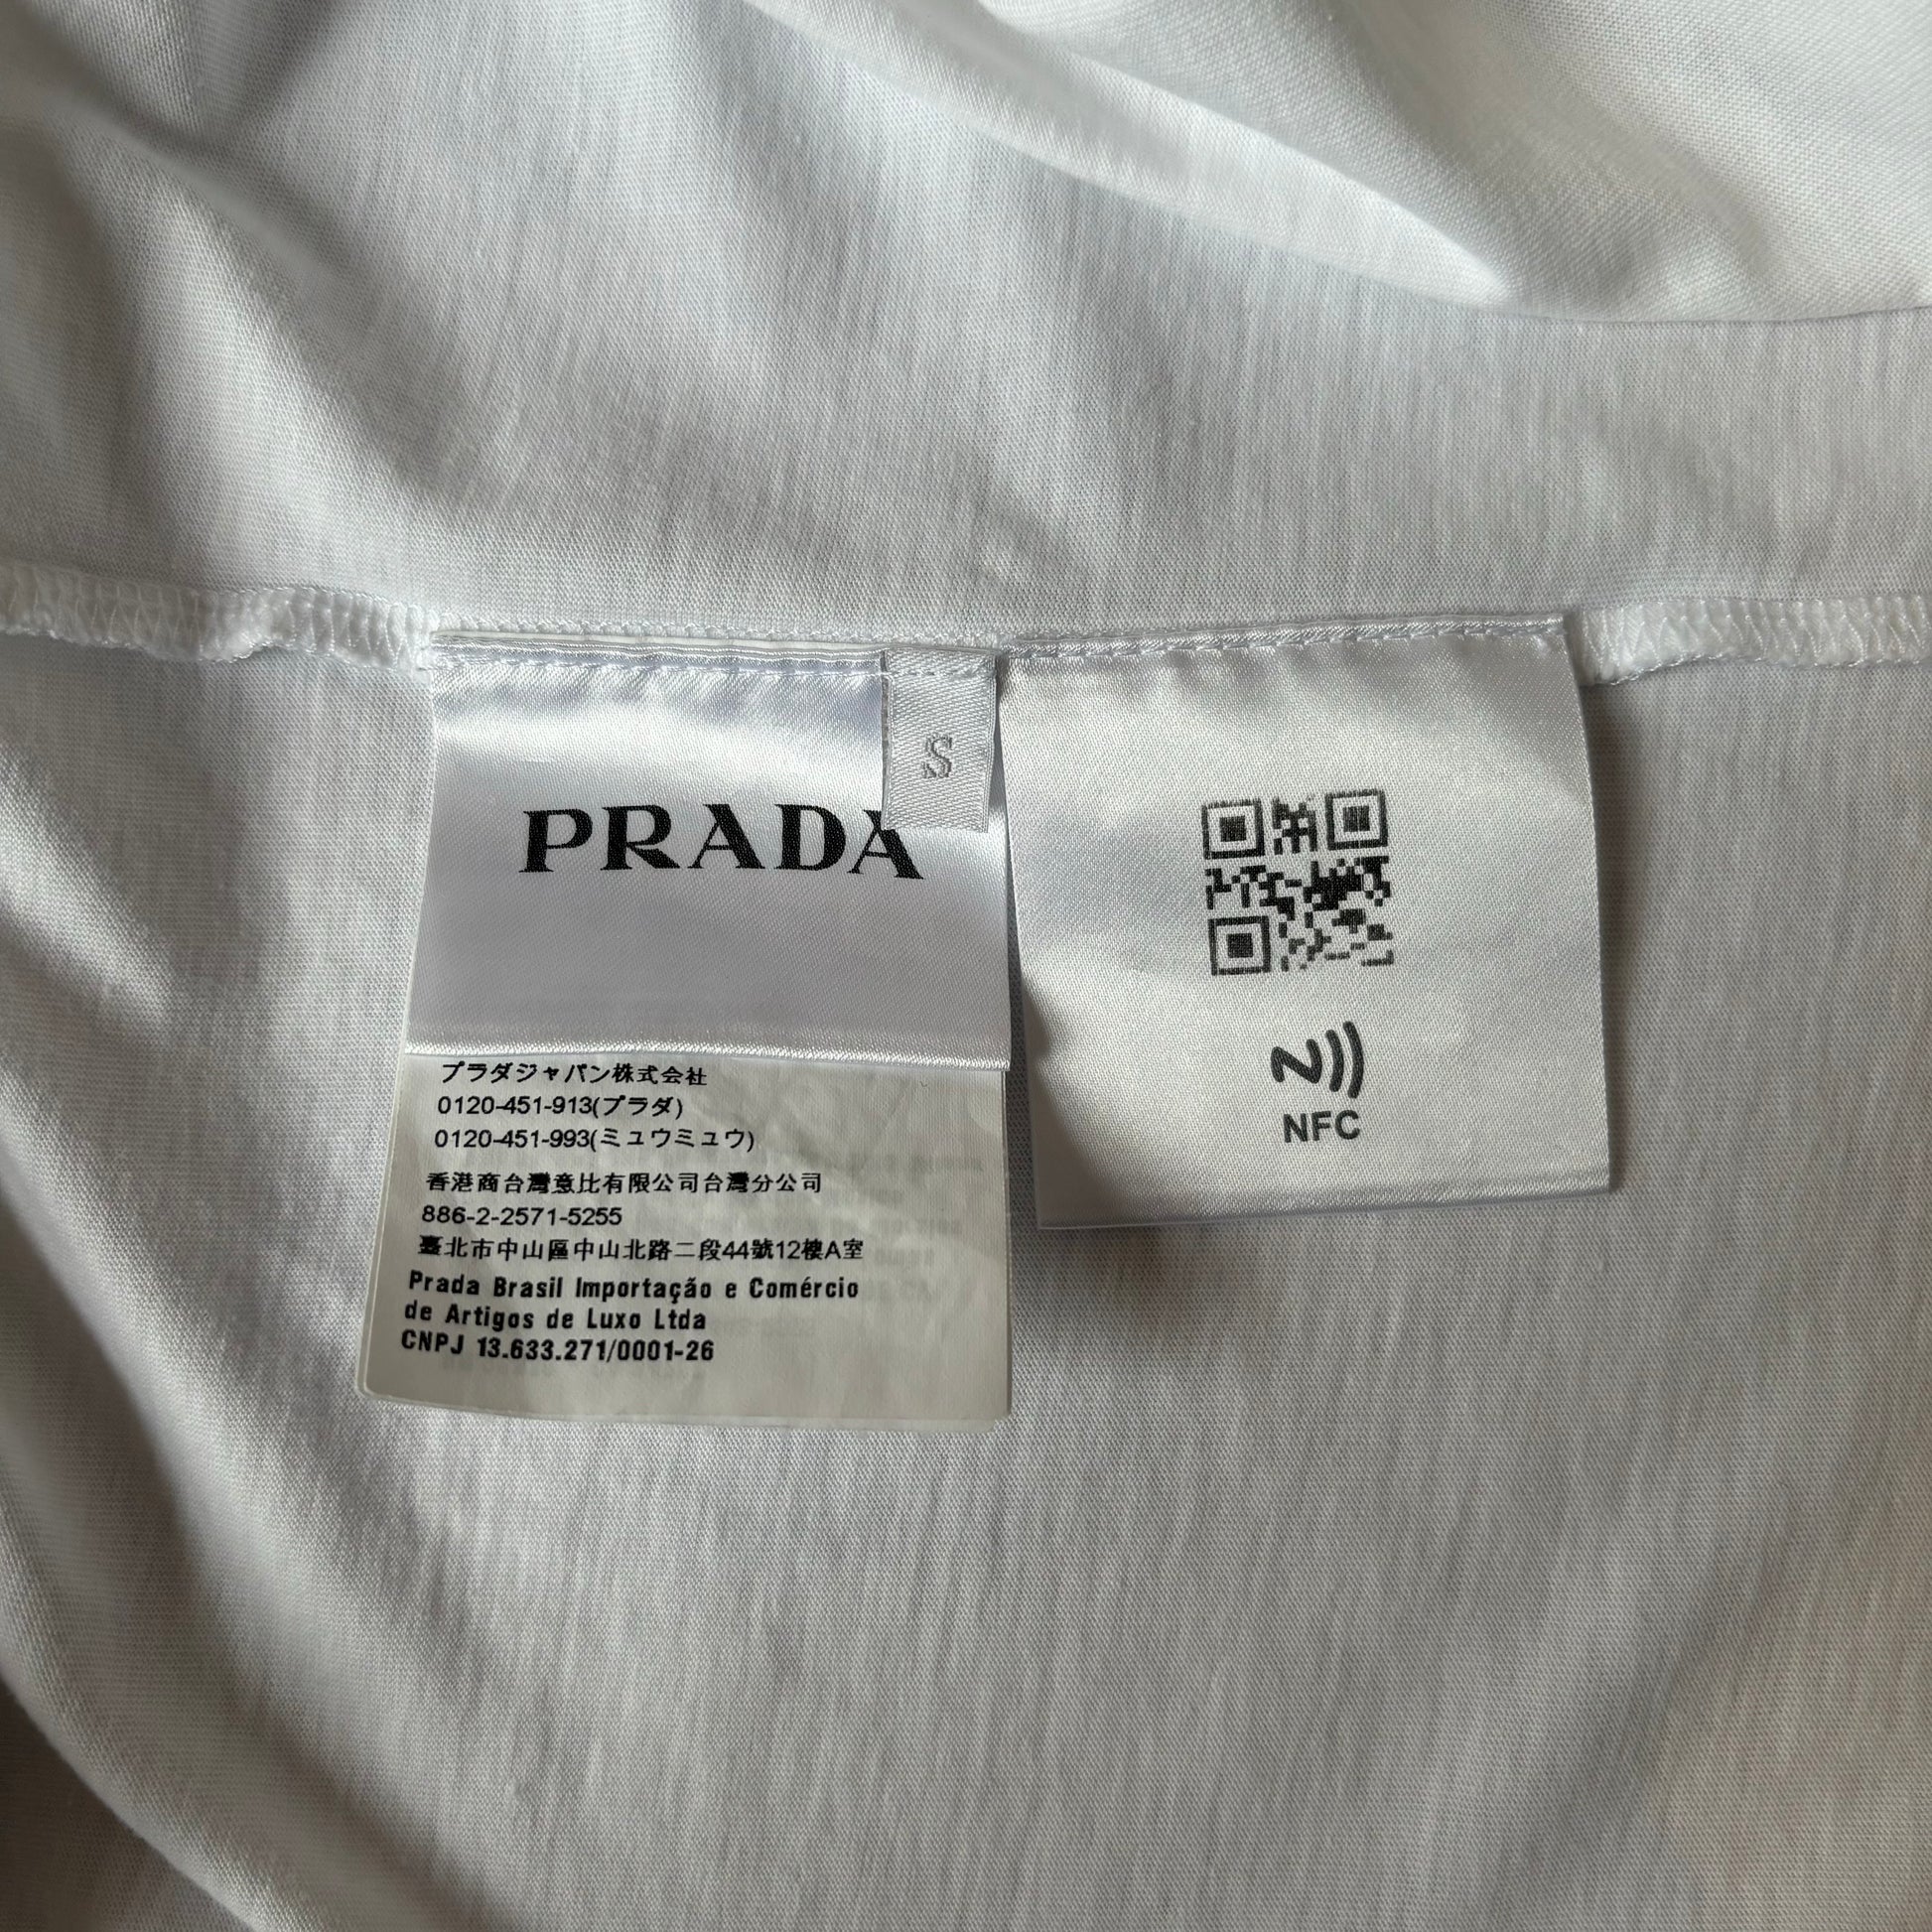 PRADA
S
プラダジャパン株式会社
0120-451-913(プラダ)
0120-451-993(ミュウミュウ)
香港商台灣意比有限公司台灣分公司
886-2-2571-5255
臺北市中山區中山北路二段44號12樓A室
Prada Brasil Importação e Comércio
de Artigos de Luxo Ltda
CNPJ 13.633.271/0001-26
NFC